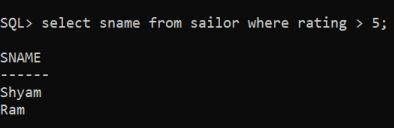 SQL> select sname from sailor where rating > 5;
SNAME
------
Shyam
Ram